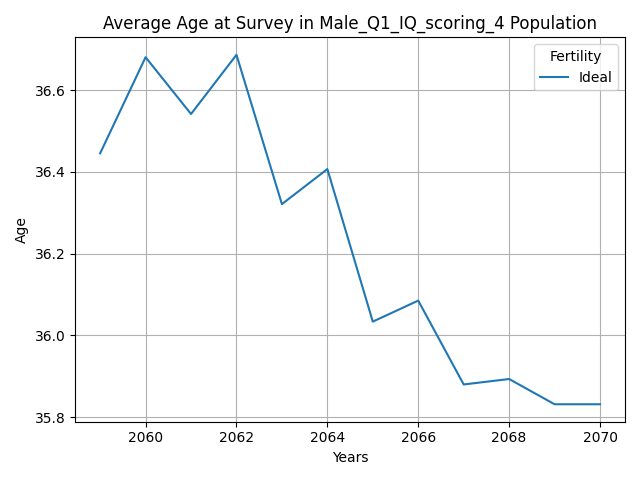 Average Age at Survey in Male_Q1_IQ_scoring_4 Population
Fertility
Ideal
Age
36.6
36.4
36.2
36.0
35.8
2060 2062 2064 2066 2068 2070
Years